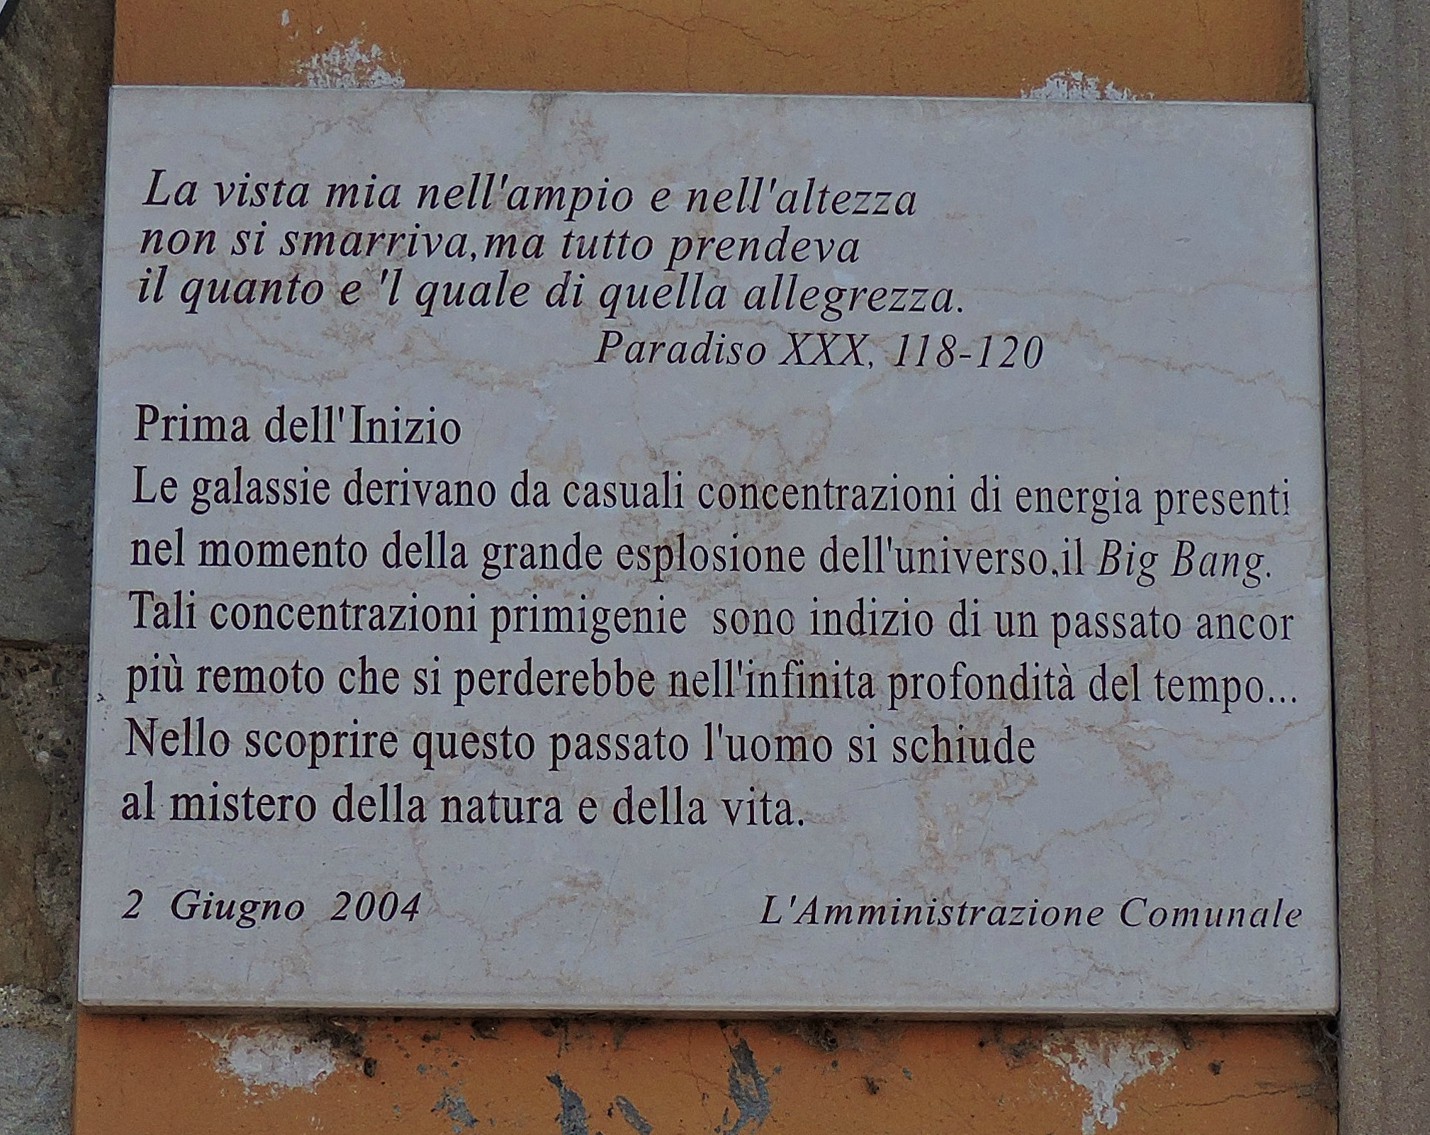 La vista mia nell'ampio e nell'altezza
non si smarriva,ma tutto prendeva
il quanto e 'l quale di quella allegrezza.
Paradiso XXX, 118-120
Prima dell'Inizio
Le galassie derivano da casuali concentrazioni di energia presenti
nel momento della grande esplosione dell'universo,il Big Bang.
Tali concentrazioni primigenie sono indizio di un passato ancor
più remoto che si perderebbe nell'infinita profondità del tempo...
Nello scoprire questo passato l'uomo si schiude
al mistero della natura e della vita.
2 Giugno 2004 L'Amministrazione Comunale